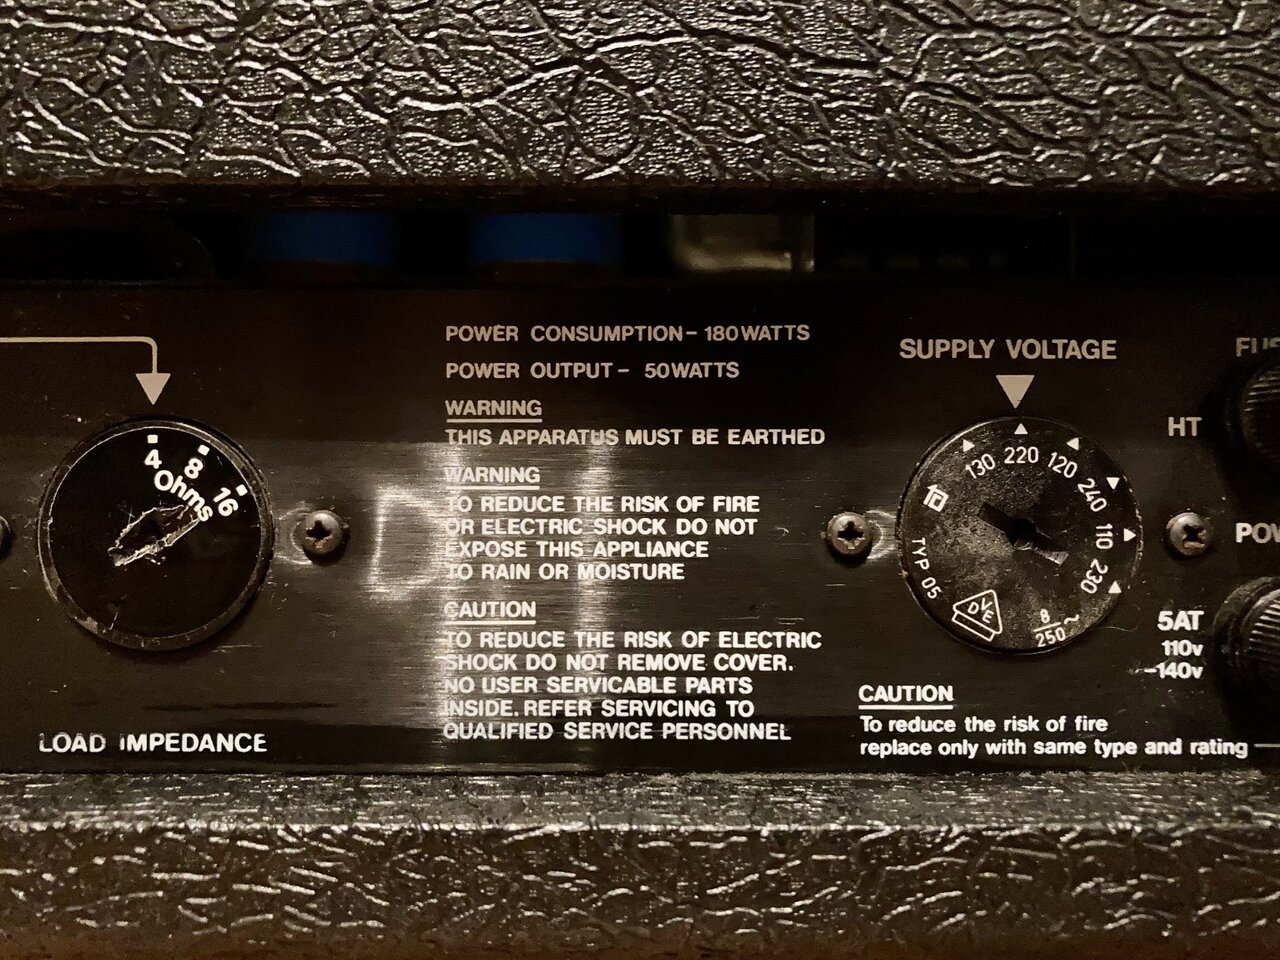 4
8
16
Ohms
LOAD IMPEDANCE
POWER CONSUMPTION - 180WATTS
POWER OUTPUT - 50WATTS
WARNING
THIS APPARATUS MUST BE EARTHED
WARNING
TO REDUCE THE RISK OF FIRE
OR ELECTRIC SHOCK DO NOT
EXPOSE THIS APPLIANCE
TO RAIN OR MOISTURE
CAUTION
TO REDUCE THE RISK OF ELECTRIC
SHOCK DO NOT REMOVE COVER.
NO USER SERVICABLE PARTS
INSIDE. REFER SERVICING TO
QUALIFIED SERVICE PERSONNEL
SUPPLY VOLTAGE
130 220 120 240 110 230
TYP 05
DVE
8
250~
CAUTION
To reduce the risk of fire
replace only with same type and rating
HT
5AT
110v
-140v